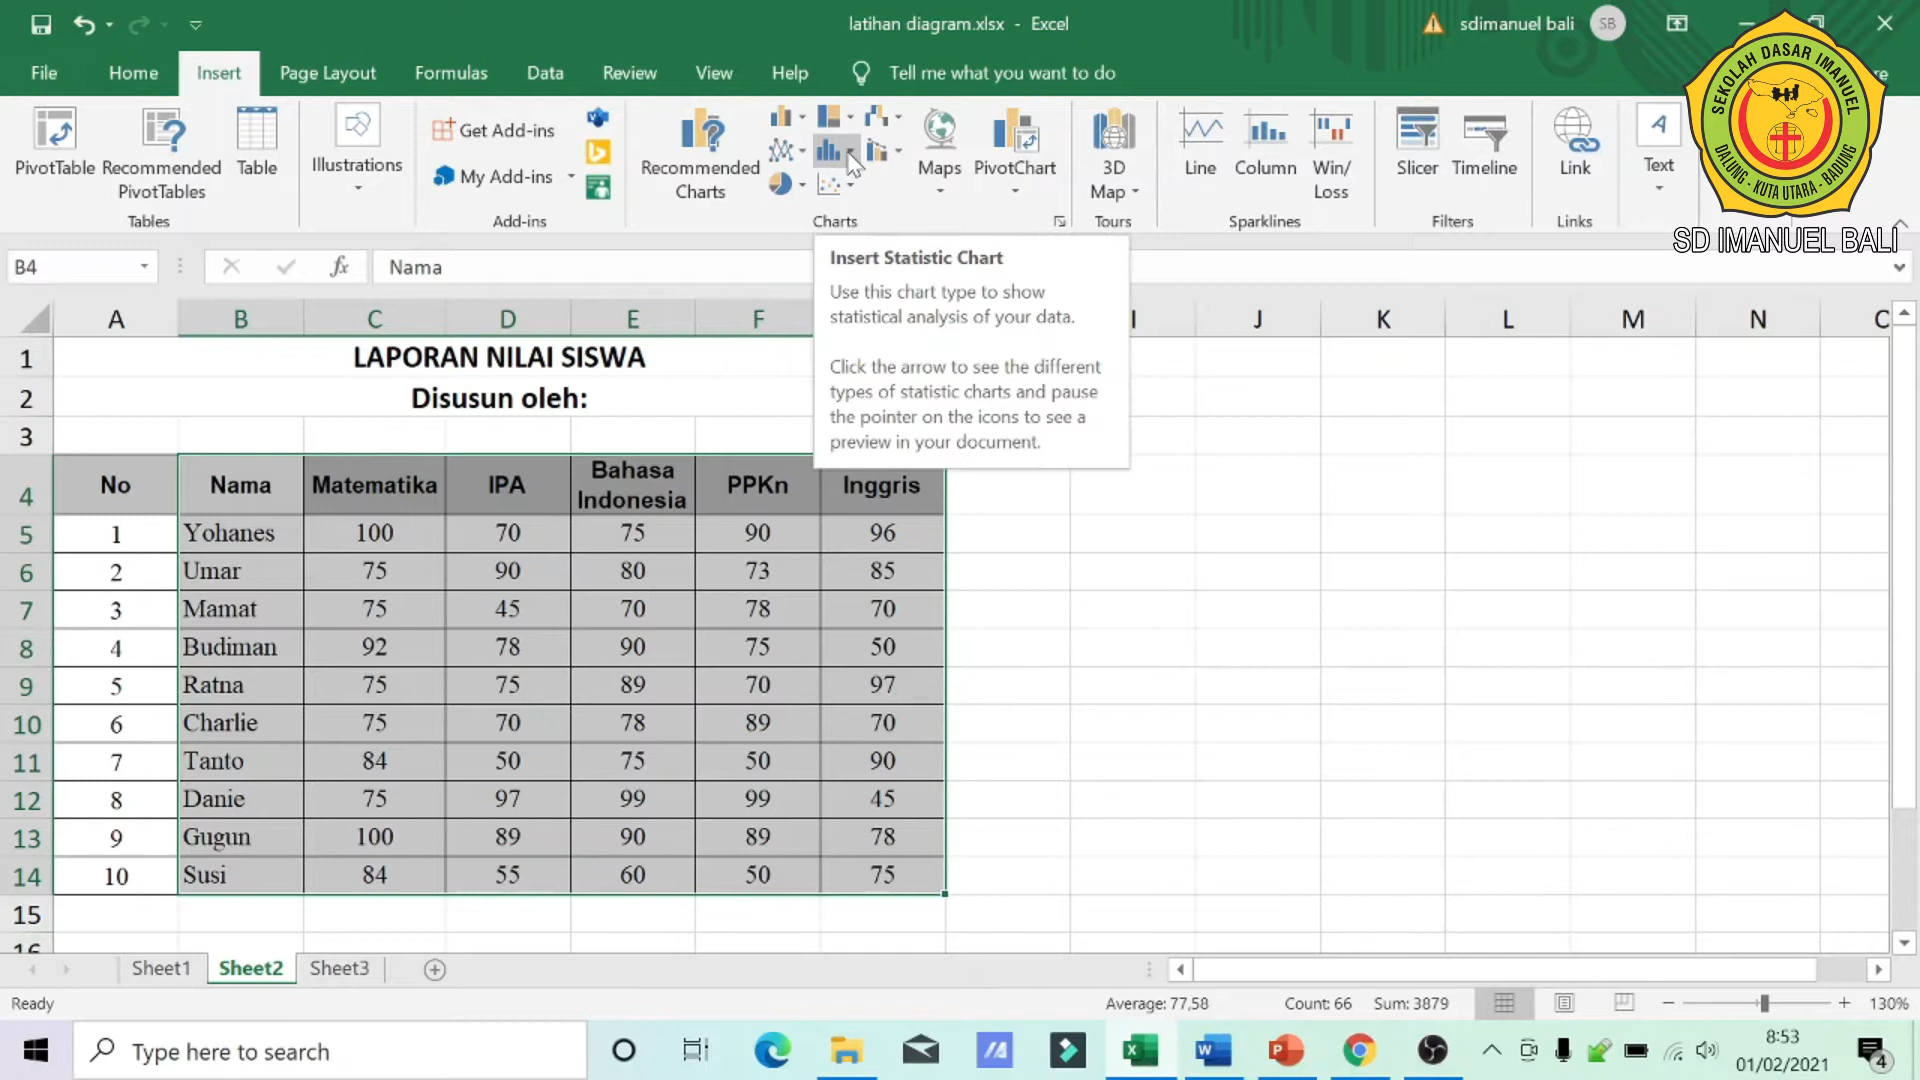 latihan diagram.xlsx - Excel
sdimanuel bali
SB
File
Home
Insert
Page Layout
Formulas
Data
Review
View
Help
Tell me what you want to do
PivotTable
Recommended
PivotTables
Table
Tables
Illustrations
Get Add-ins
My Add-ins
Add-ins
Recommended
Charts
Maps
PivotChart
Charts
3D
Map
Tours
Line
Column
Win/
Loss
Sparklines
Slicer
Timeline
Filters
Link
Links
Text
SEKOLAH DASAR IMANUEL
DALUNG - KUTA UTARA - BADUNG
SD IMANUEL BALI
B4
fx
Nama
Insert Statistic Chart
Use this chart type to show
statistical analysis of your data.
Click the arrow to see the different
types of statistic charts and pause
the pointer on the icons to see a
preview in your document.
A B C D E F I J K L M N
1 LAPORAN NILAI SISWA
2 Disusun oleh:
3
4 No Nama Matematika IPA Bahasa Indonesia PPKn Inggris
5 1 Yohanes 100 70 75 90 96
6 2 Umar 75 90 80 73 85
7 3 Mamat 75 45 70 78 70
8 4 Budiman 92 78 90 75 50
9 5 Ratna 75 75 89 70 97
10 6 Charlie 75 70 78 89 70
11 7 Tanto 84 50 75 50 90
12 8 Danie 75 97 99 99 45
13 9 Gugun 100 89 90 89 78
14 10 Susi 84 55 60 50 75
15
Sheet1 Sheet2 Sheet3
Ready
Average: 77,58 Count: 66 Sum: 3879
130%
Type here to search
8:53
01/02/2021
4